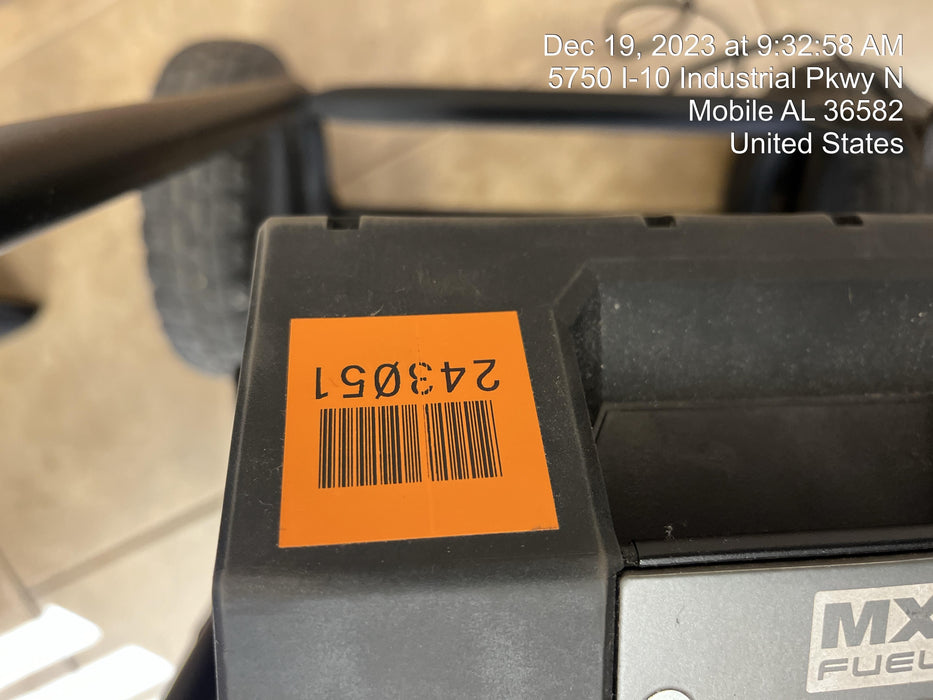 Dec 19, 2023 at 9:32:58 AM
5750 I-10 Industrial Pkwy N
Mobile AL 36582
United States
243051
MX
FUEL